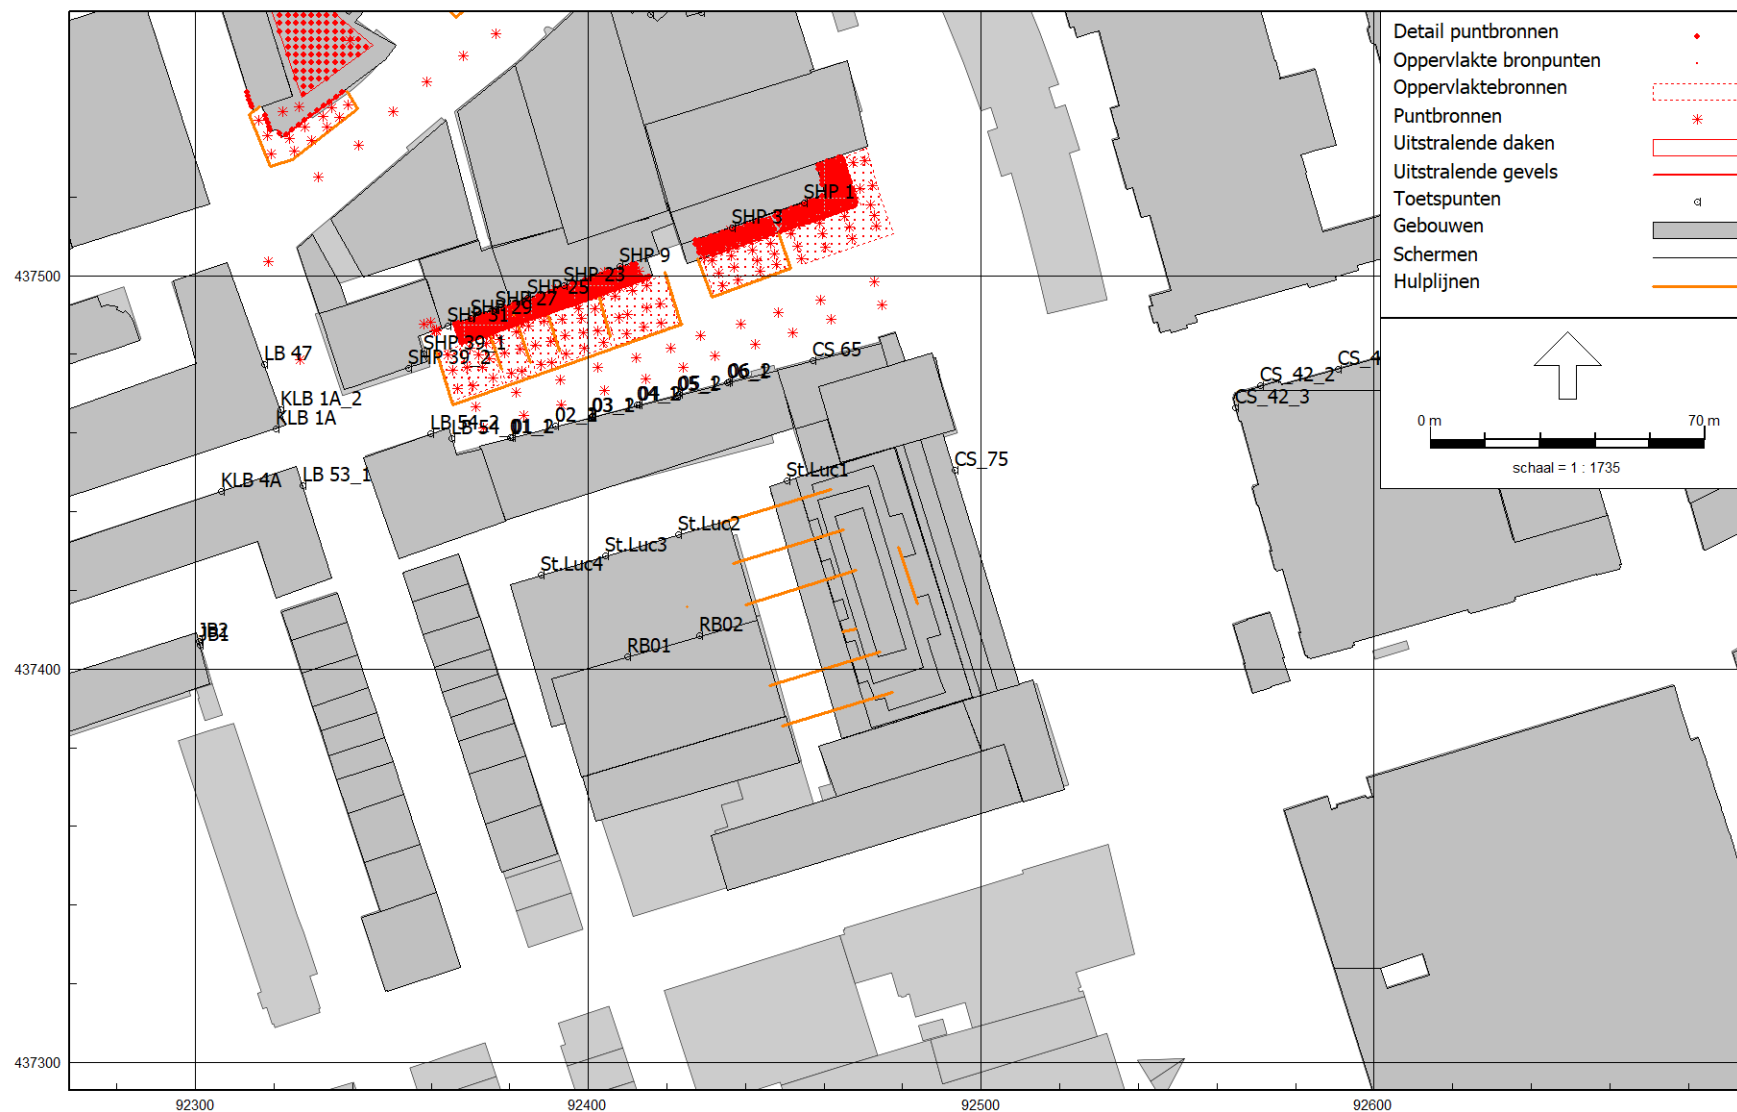 Detail puntbronnen
Oppervlakte bronpunten
Oppervlaktebronnen
Puntbronnen
Uitstralende daken
Uitstralende gevels
Toetspunten
Gebouwen
Schermen
Hulplijnen
0 m
70 m
schaal = 1 : 1735
SHP 1
SHP 3
SHP 9
SHP 23
SHP 25
SHP 27
SHP 29
SHP 31
SHP 39_1
SHP 39_2
437500
LB 47
KLB 1A_2
KLB 1A
CS 65
06_2
05_2
04_2
03_1
02_2
01_2
LB 54_2
CS_42_2
CS_42_3
CS_75
St.Luc1
LB 53_1
KLB 4A
St.Luc2
St.Luc3
St.Luc4
JB2
JB1
RB02
RB01
437400
437300
92300
92400
92500
92600